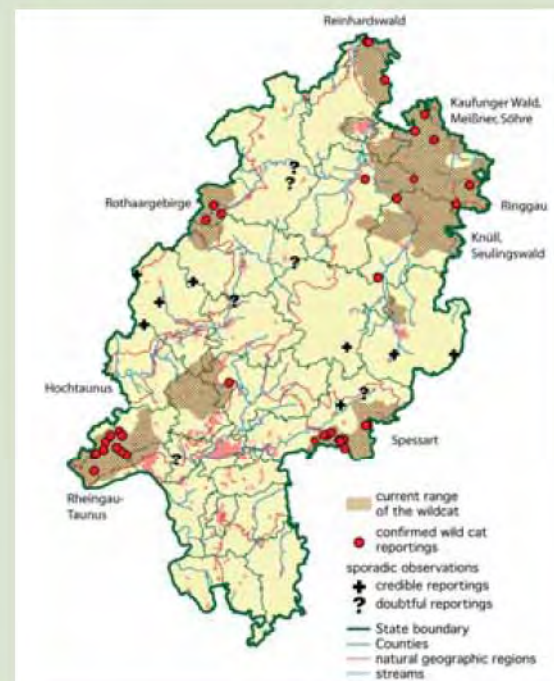 Reinhardswald
Kaufunger Wald,
Meißner, Söhre
Rothaargebirge
Ringgau
Knüll,
Seulingswald
Hochtaunus
Spessart
Rheingau-
Taunus
current range
of the wildcat
confirmed wild cat
reportings
sporadic observations
+ credible reportings
? doubtful reportings
State boundary
Counties
natural geographic regions
streams